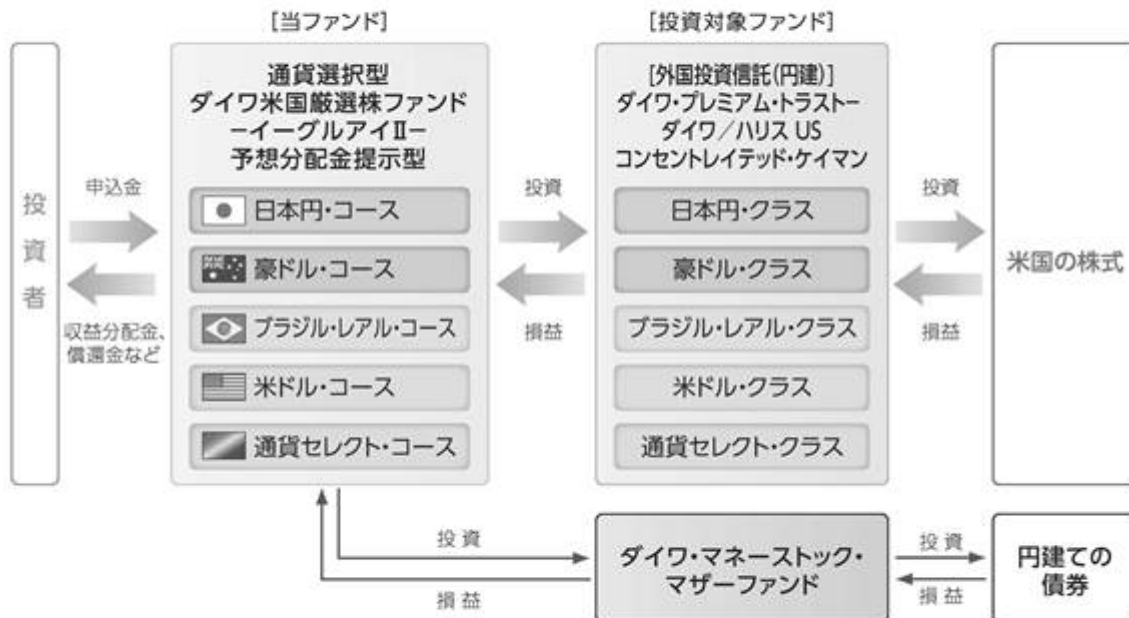 [当ファンド]
[投資対象ファンド]
投資者
申込金
収益分配金、
償還金など
通貨選択型
ダイワ米国厳選株ファンド
－イーグルアイⅡ－
予想分配金提示型
日本円・コース
豪ドル・コース
ブラジル・レアル・コース
米ドル・コース
通貨セレクト・コース
投資
損益
[外国投資信託(円建)]
ダイワ・プレミアム・トラスト－
ダイワ／ハリス US
コンセントレイテッド・ケイマン
日本円・クラス
豪ドル・クラス
ブラジル・レアル・クラス
米ドル・クラス
通貨セレクト・クラス
投資
損益
米国の株式
投資
損益
ダイワ・マネーストック・
マザーファンド
投資
損益
円建ての
債券